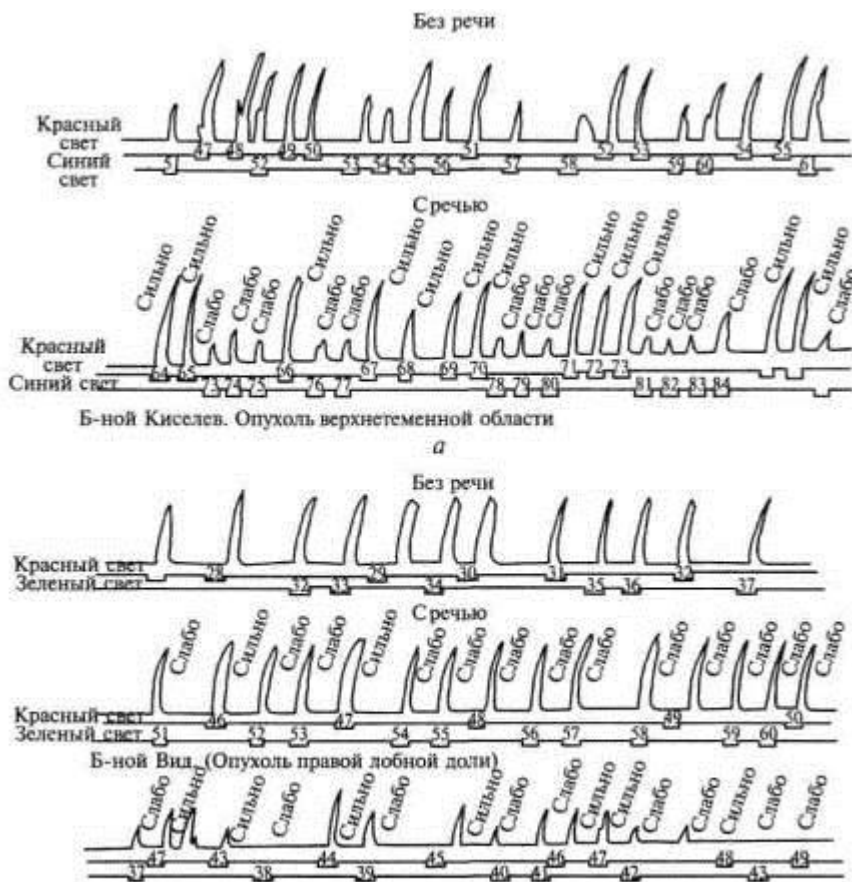 Без речи
Красный свет
47 48 49 50 51 52 53 54 55
Синий свет
51 52 53 54 55 56 57 58 59 60 61
С речью
Сильно Сильно Слабо Слабо Слабо Сильно Слабо Слабо Сильно Сильно Сильно Сильно Слабо Слабо Слабо Сильно Сильно Сильно Слабо Слабо Слабо Слабо Сильно Сильно Слабо
Красный свет
64 65 66 67 68 69 70 71 72 73
Синий свет
73 74 75 76 77 78 79 80 81 82 83 84
Б-ной Киселев. Опухоль верхнетеменной области
а
Без речи
Красный свет
28 29 30 31 32
Зеленый свет
32 33 34 35 36 37
С речью
Слабо Сильно Слабо Слабо Сильно Слабо Слабо Слабо Слабо Слабо Слабо Слабо Слабо Слабо Слабо
Красный свет
46 47 48 49 50
Зеленый свет
51 52 53 54 55 56 57 58 59 60
Б-ной Вид. (Опухоль правой лобной доли)
Слабо Сильно Сильно Слабо Сильно Слабо Сильно Слабо Слабо Сильно Сильно Слабо Слабо Сильно Слабо Слабо
47 43 44 45 46 47 48 49
37 38 39 40 41 42 43